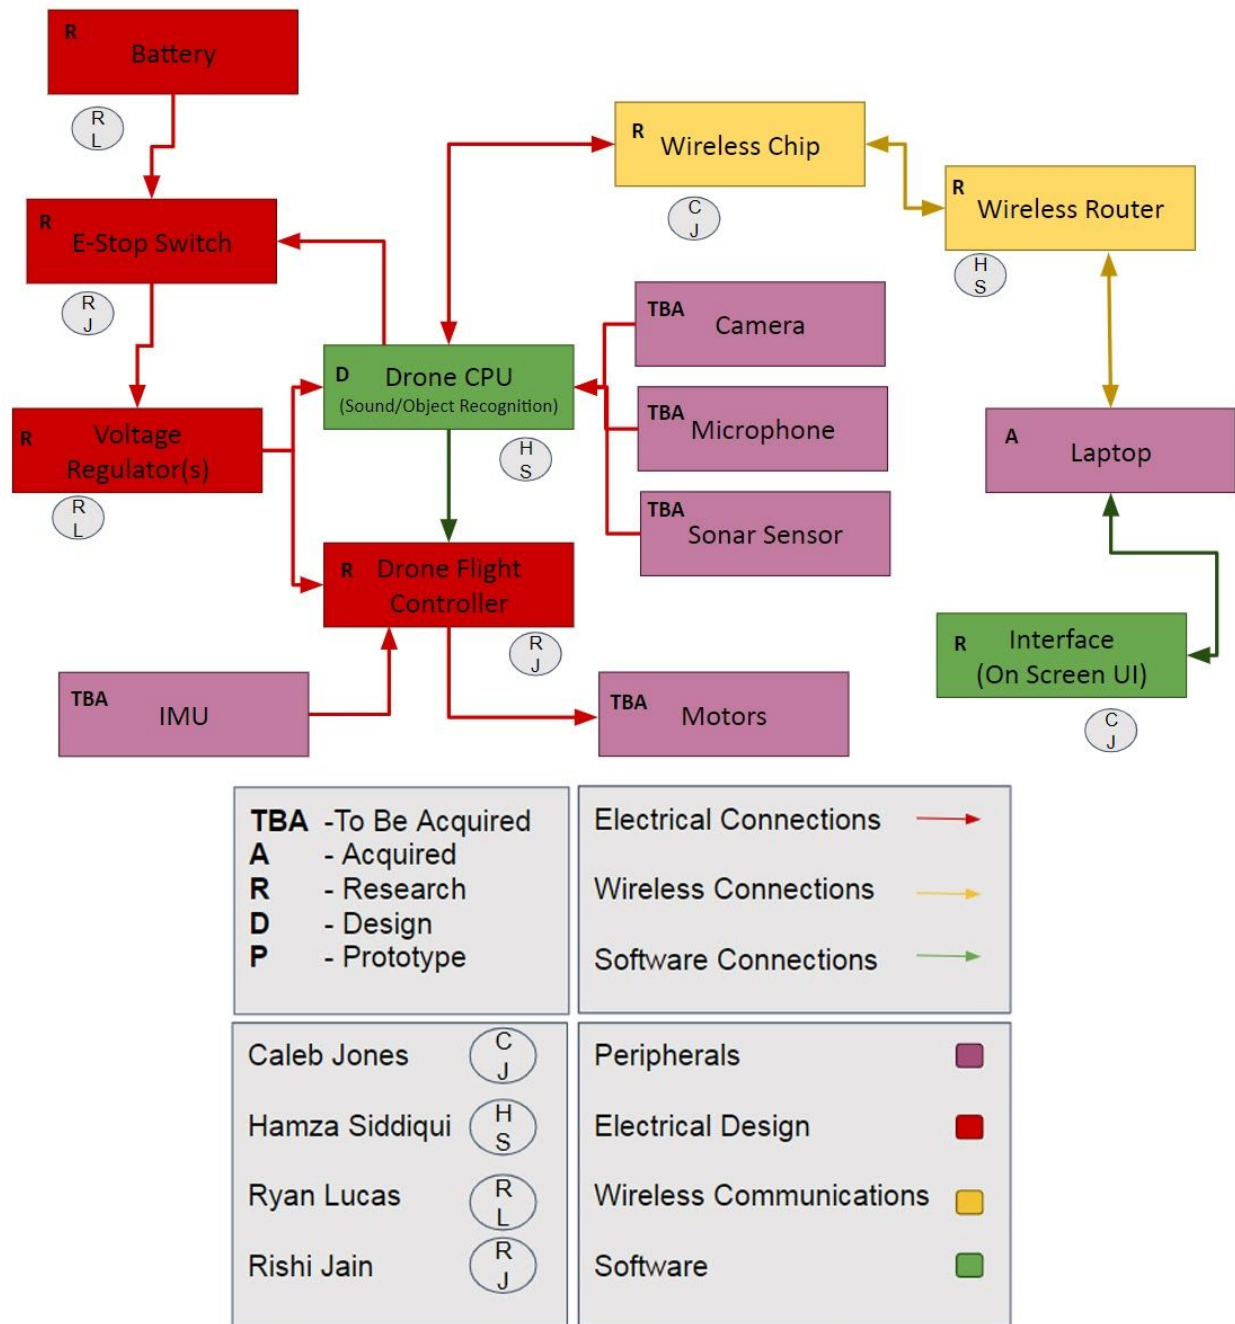 R
Battery
R
L
R
Wireless Chip
C
J
R
Wireless Router
H
S
R
E-Stop Switch
R
J
TBA
Camera
D
Drone CPU
(Sound/Object Recognition)
H
S
TBA
Microphone
R
Voltage
Regulator(s)
R
L
A
Laptop
TBA
Sonar Sensor
R
Drone Flight
Controller
R
J
R
Interface
(On Screen UI)
C
J
TBA
IMU
TBA
Motors
TBA -To Be Acquired
A - Acquired
R - Research
D - Design
P - Prototype
Electrical Connections
Wireless Connections
Software Connections
Caleb Jones
C
J
Hamza Siddiqui
H
S
Ryan Lucas
R
L
Rishi Jain
R
J
Peripherals
Electrical Design
Wireless Communications
Software